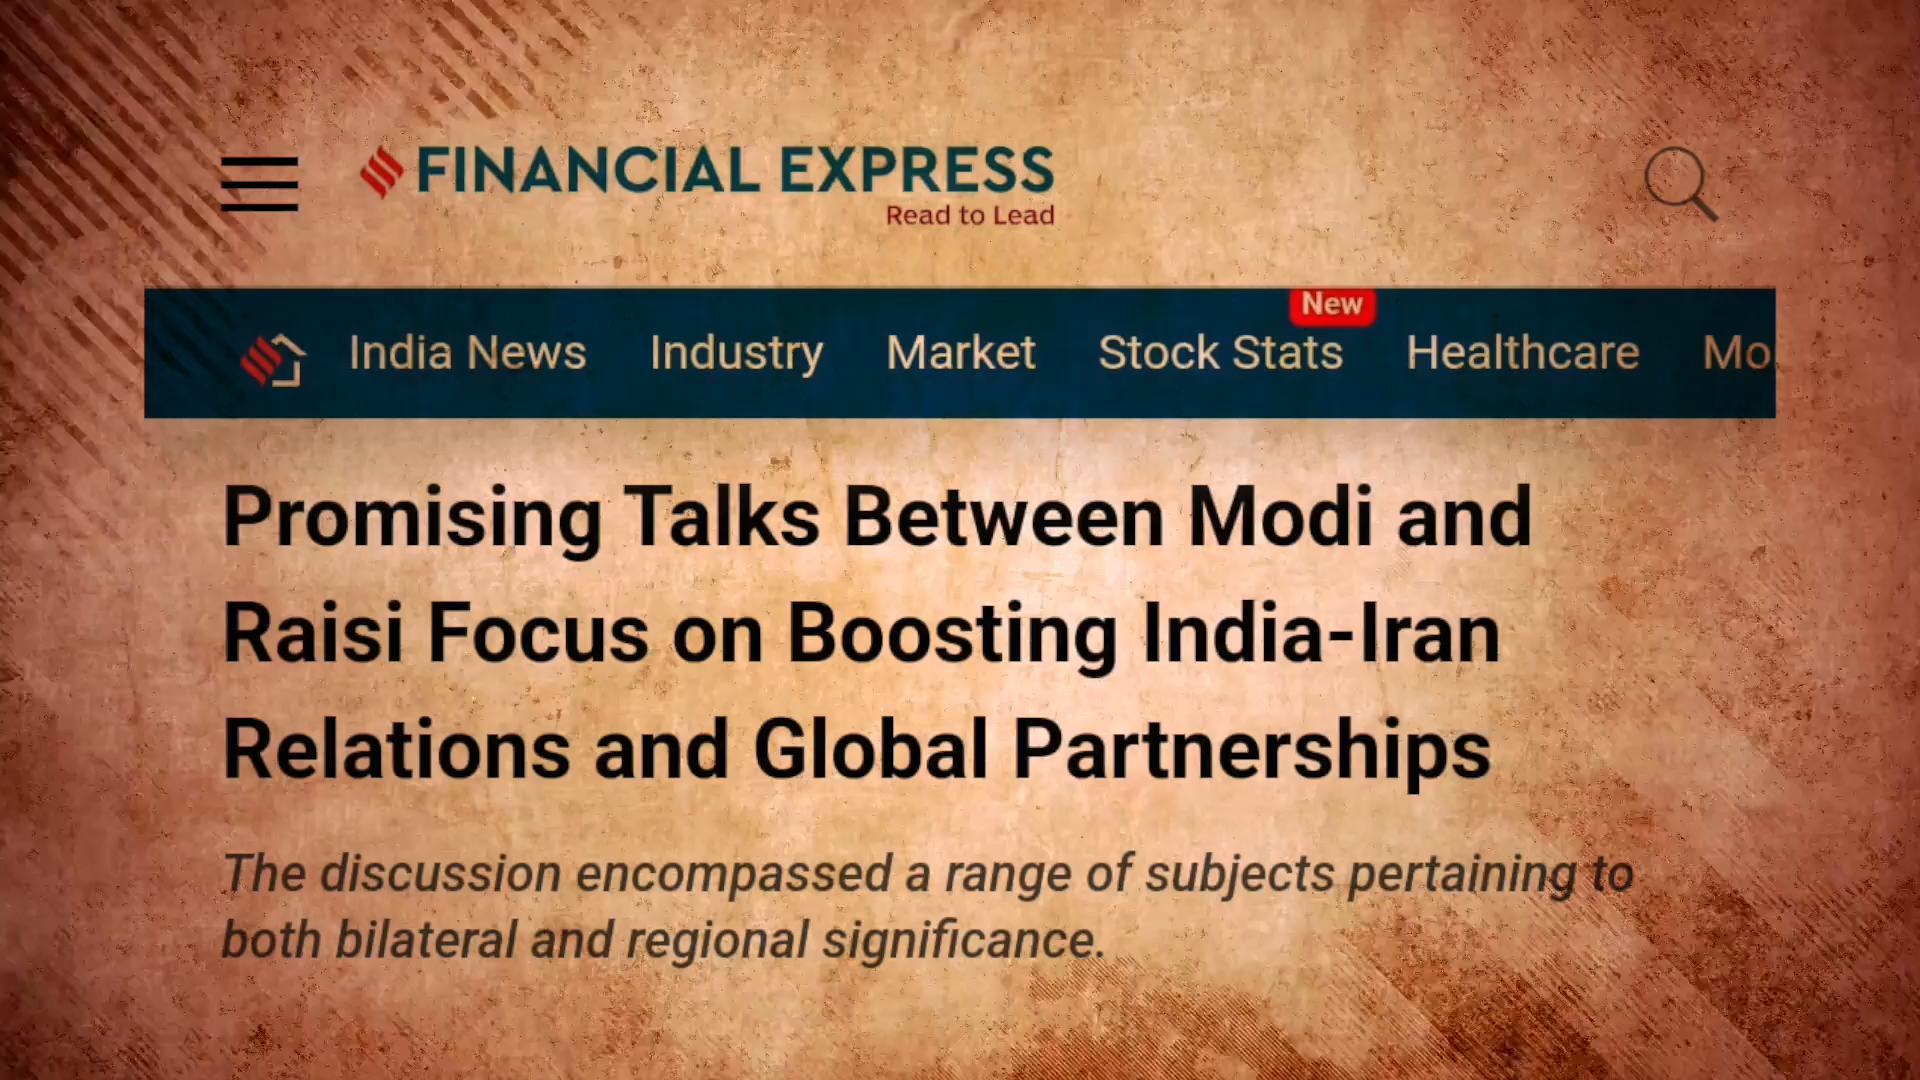 FINANCIAL EXPRESS
Read to Lead
New
India News Industry Market Stock Stats Healthcare
Promising Talks Between Modi and
Raisi Focus on Boosting India-Iran
Relations and Global Partnerships
The discussion encompassed a range of subjects pertaining to
both bilateral and regional significance.